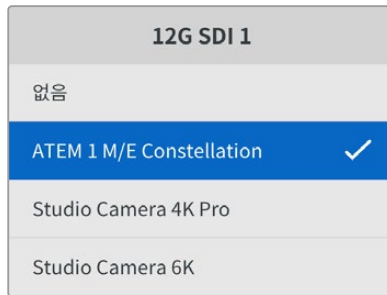 12G SDI 1
없음
ATEM 1 M/E Constellation
Studio Camera 4K Pro
Studio Camera 6K